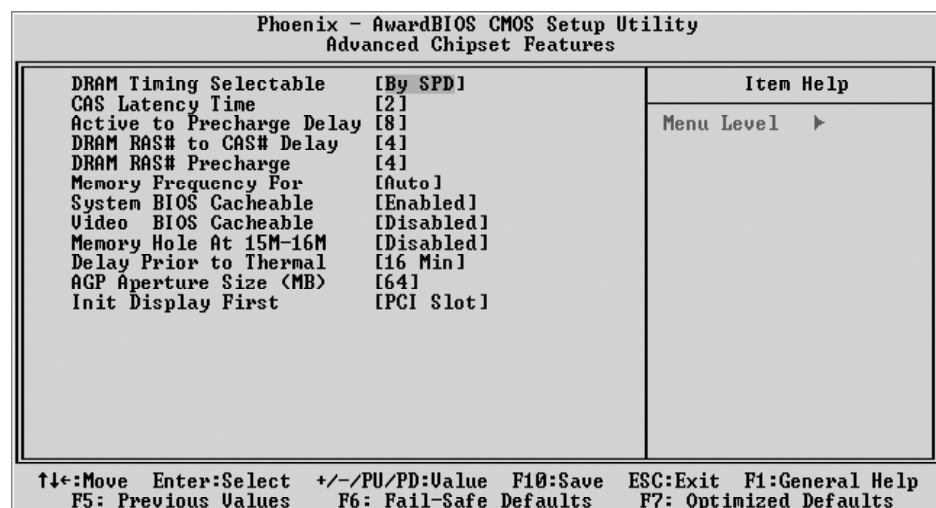 Phoenix – AwardBIOS CMOS Setup Utility
Advanced Chipset Features
DRAM Timing Selectable [By SPD]
CAS Latency Time [2]
Active to Precharge Delay [8]
DRAM RAS# to CAS# Delay [4]
DRAM RAS# Precharge [4]
Memory Frequency For [Auto]
System BIOS Cacheable [Enabled]
Video BIOS Cacheable [Disabled]
Memory Hole At 15M-16M [Disabled]
Delay Prior to Thermal [16 Min]
AGP Aperture Size (MB) [64]
Init Display First [PCI Slot]
Item Help
Menu Level ▶
↑↓←:Move Enter:Select +/-/PU/PD:Value F10:Save ESC:Exit F1:General Help
F5: Previous Values F6: Fail-Safe Defaults F7: Optimized Defaults